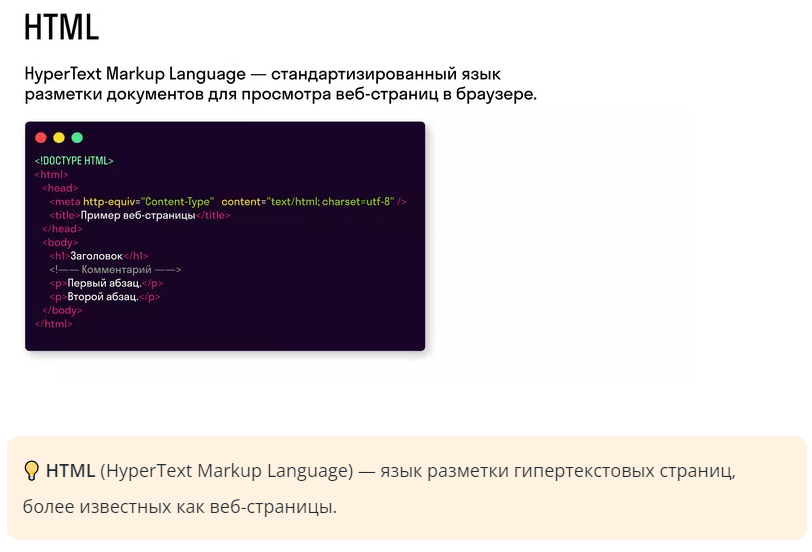 HTML
HyperText Markup Language — стандартизированный язык
разметки документов для просмотра веб-страниц в браузере.
<!DOCTYPE HTML>
<html>
<head>
<meta http-equiv="Content-Type" content="text/html; charset=utf-8" />
<title>Пример веб-страницы</title>
</head>
<body>
<h1>Заголовок</h1>
<!—— Комментарий ——>
<p>Первый абзац.</p>
<p>Второй абзац.</p>
</body>
</html>
HTML (HyperText Markup Language) — язык разметки гипертекстовых страниц,
более известных как веб-страницы.